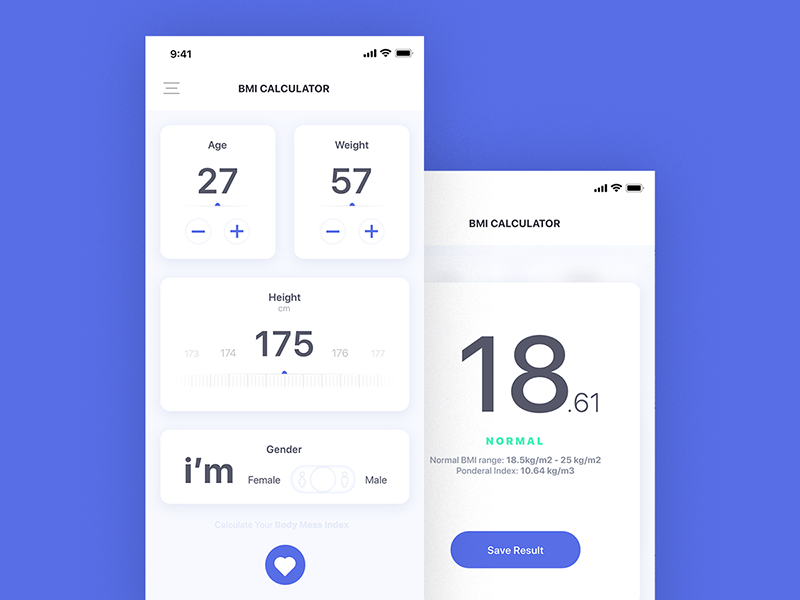 9:41
BMI CALCULATOR
Age
27
Weight
57
Height
cm
173 174 175 176 177
Gender
i'm Female Male
Calculate Your Body Mess Index
BMI CALCULATOR
18.61
NORMAL
Normal BMI range: 18.5kg/m2 - 25 kg/m2
Ponderal Index: 10.64 kg/m3
Save Result